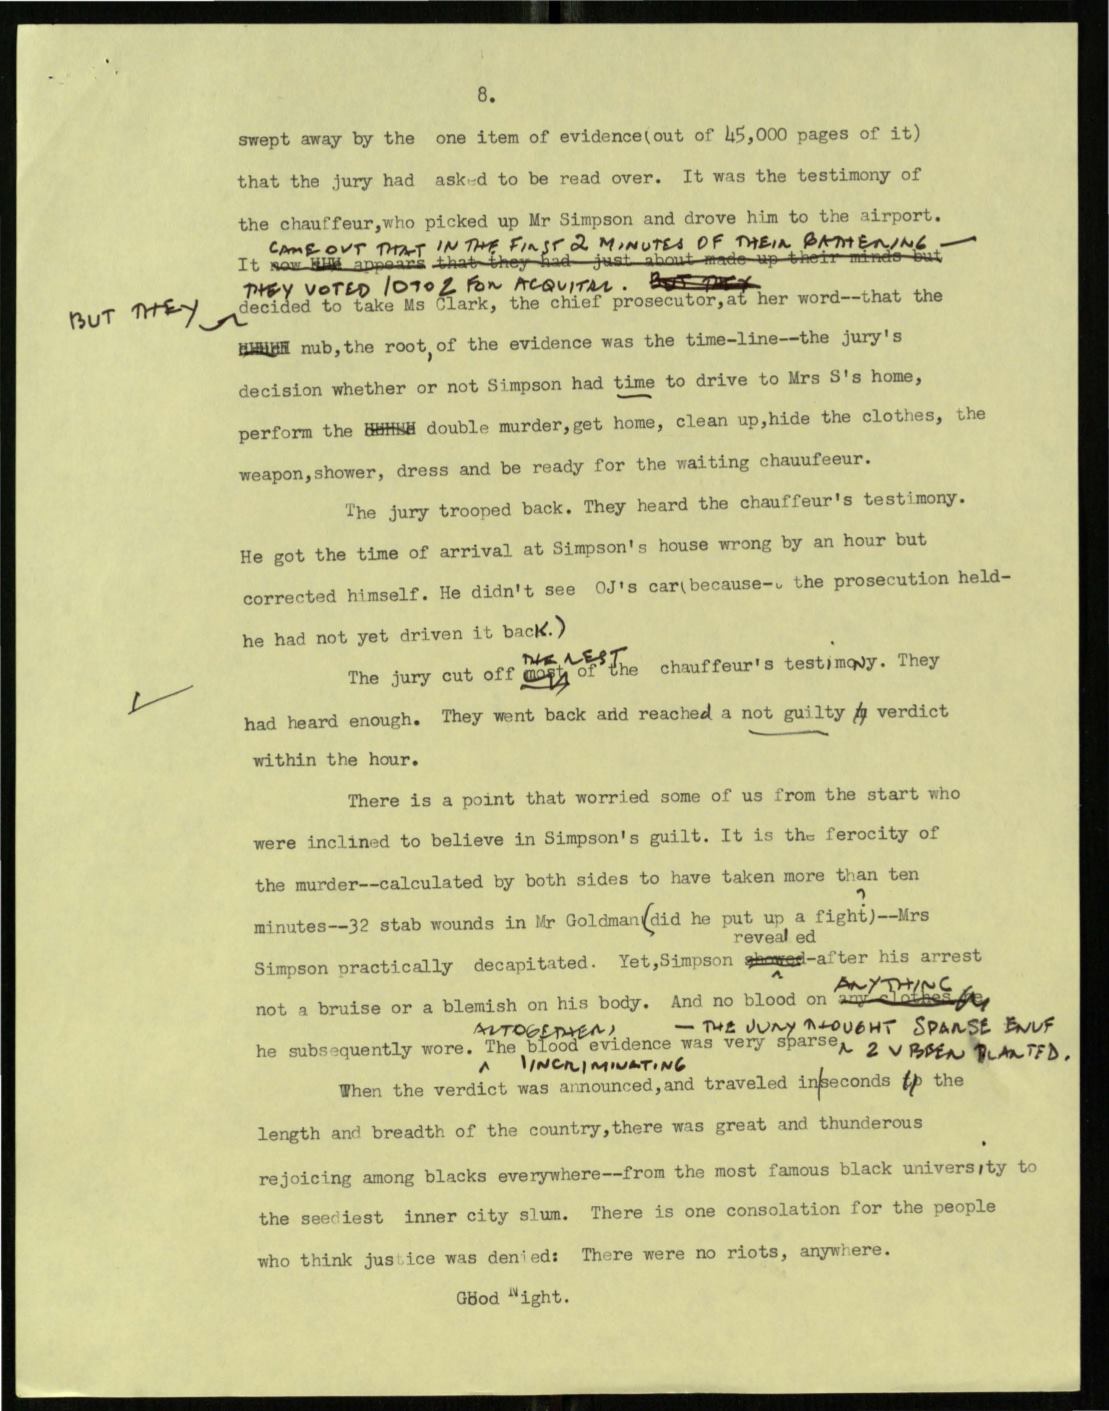 8.
swept away by the one item of evidence(out of 45,000 pages of it)
that the jury had asked to be read over. It was the testimony of
the chauffeur,who picked up Mr Simpson and drove him to the airport.
CAME OUT THAT IN THE FIRST 2 MINUTES OF THEIR GATHERING —
It now appears that they had just about made up their minds but
THEY VOTED 10 TO 2 FOR ACQUITAL. BUT THEY
BUT THEY
decided to take Ms Clark, the chief prosecutor,at her word--that the
nub,the root, of the evidence was the time-line--the jury's
decision whether or not Simpson had time to drive to Mrs S's home,
perform the double murder,get home, clean up,hide the clothes, the
weapon,shower, dress and be ready for the waiting chauufeeur.
The jury trooped back. They heard the chauffeur's testimony.
He got the time of arrival at Simpson's house wrong by an hour but
corrected himself. He didn't see OJ's car(because-- the prosecution held-
he had not yet driven it back.)
THE REST
The jury cut off most of the chauffeur's testimony. They
had heard enough. They went back and reached a not guilty verdict
within the hour.
There is a point that worried some of us from the start who
were inclined to believe in Simpson's guilt. It is the ferocity of
the murder--calculated by both sides to have taken more than ten
minutes--32 stab wounds in Mr Goldman(did he put up a fight?)--Mrs
revealed
Simpson practically decapitated. Yet,Simpson showed-after his arrest
ANYTHING
not a bruise or a blemish on his body. And no blood on any clothes he
ALTOGETHER, — THE JURY THOUGHT SPARSE ENUF
he subsequently wore. The blood evidence was very sparse 2 V BEEN PLANTED.
INCRIMINATING
When the verdict was announced,and traveled in seconds the
length and breadth of the country,there was great and thunderous
rejoicing among blacks everywhere--from the most famous black university to
the seediest inner city slum. There is one consolation for the people
who think justice was denied: There were no riots, anywhere.
Good Night.